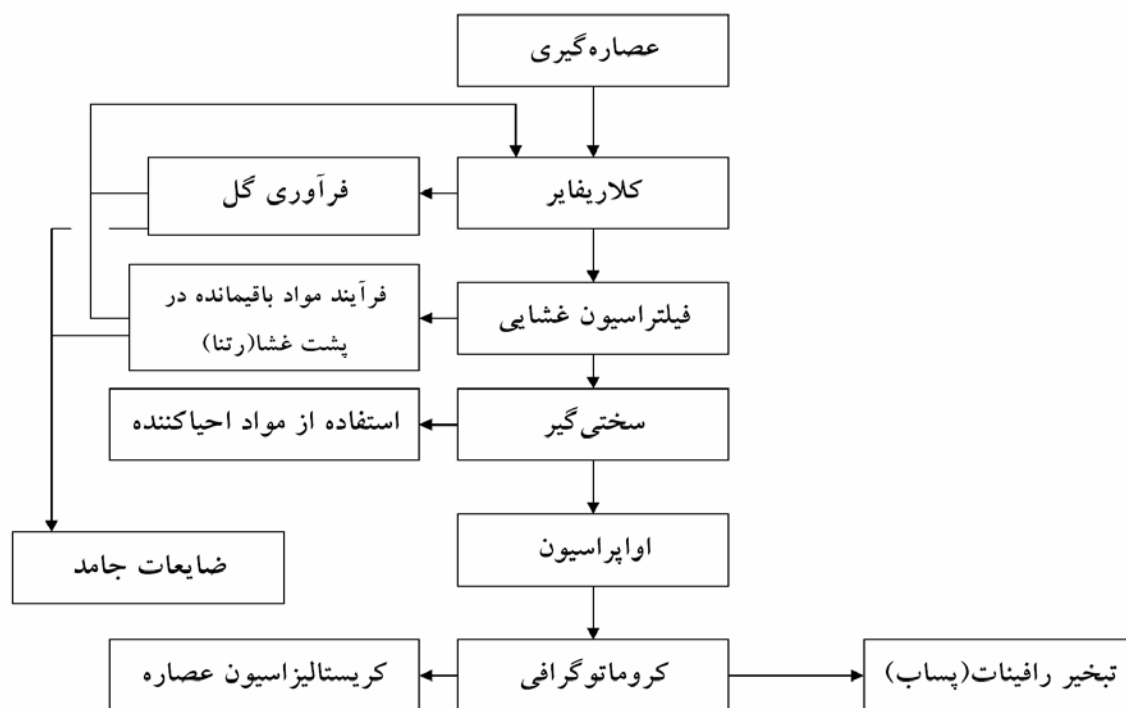 عصاره‌گیری
کلاریفایر
فرآوری گل
فیلتراسیون غشایی
فرآیند مواد باقیمانده در
پشت غشا(رتنا)
سختی‌گیر
استفاده از مواد احیاکننده
اواپراسیون
ضایعات جامد
کروماتوگرافی
کریستالیزاسیون عصاره
تبخیر رافینات(پساب)